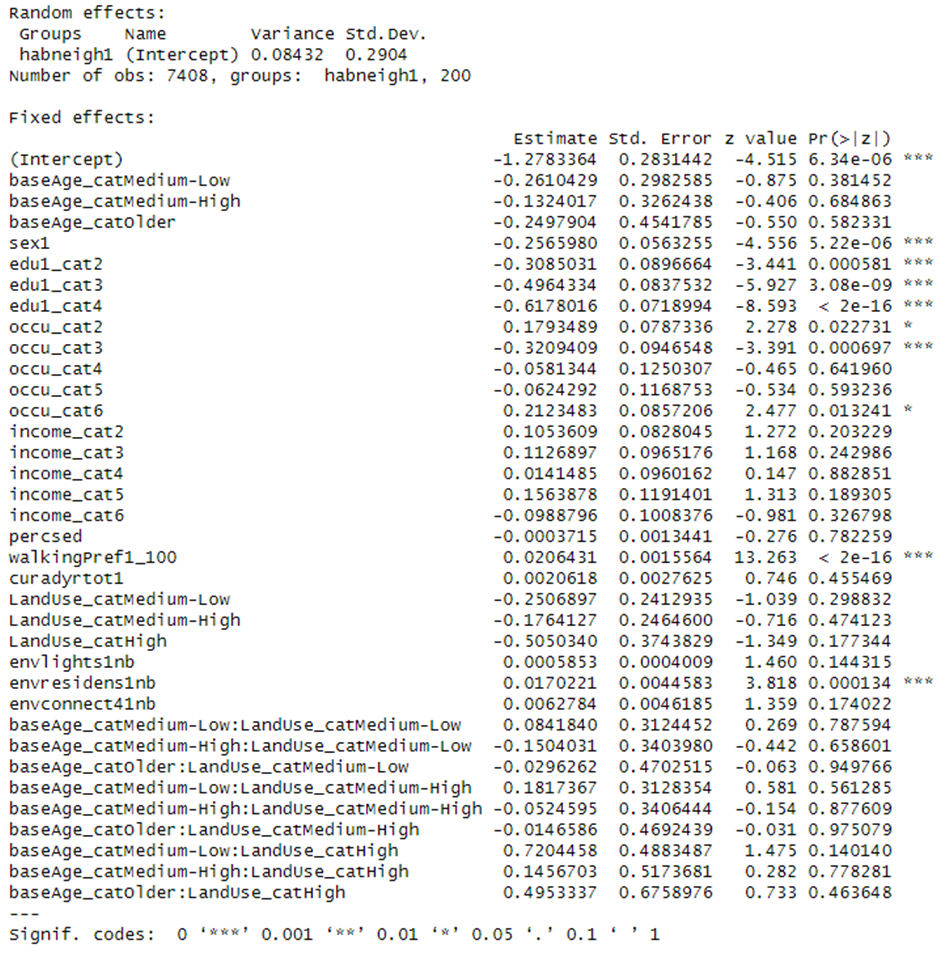 Random effects:
Groups Name Variance Std.Dev.
habneigh1 (Intercept) 0.08432 0.2904
Number of obs: 7408, groups: habneigh1, 200
Fixed effects:
Estimate Std. Error z value Pr(>|z|)
(Intercept) -1.2783364 0.2831442 -4.515 6.34e-06 ***
baseAge_catMedium-Low -0.2610429 0.2982585 -0.875 0.381452
baseAge_catMedium-High -0.1324017 0.3262438 -0.406 0.684863
baseAge_catOlder -0.2497904 0.4541785 -0.550 0.582331
sex1 -0.2565980 0.0563255 -4.556 5.22e-06 ***
edu1_cat2 -0.3085031 0.0896664 -3.441 0.000581 ***
edu1_cat3 -0.4964334 0.0837532 -5.927 3.08e-09 ***
edu1_cat4 -0.6178016 0.0718994 -8.593 < 2e-16 ***
occu_cat2 0.1793489 0.0787336 2.278 0.022731 *
occu_cat3 -0.3209409 0.0946548 -3.391 0.000697 ***
occu_cat4 -0.0581344 0.1250307 -0.465 0.641960
occu_cat5 -0.0624292 0.1168753 -0.534 0.593236
occu_cat6 0.2123483 0.0857206 2.477 0.013241 *
income_cat2 0.1053609 0.0828045 1.272 0.203229
income_cat3 0.1126897 0.0965176 1.168 0.242986
income_cat4 0.0141485 0.0960162 0.147 0.882851
income_cat5 0.1563878 0.1191401 1.313 0.189305
income_cat6 -0.0988796 0.1008376 -0.981 0.326798
percsed -0.0003715 0.0013441 -0.276 0.782259
walkingPref1_100 0.0206431 0.0015564 13.263 < 2e-16 ***
curadyrtot1 0.0020618 0.0027625 0.746 0.455469
LandUse_catMedium-Low -0.2506897 0.2412935 -1.039 0.298832
LandUse_catMedium-High -0.1764127 0.2464600 -0.716 0.474123
LandUse_catHigh -0.5050340 0.3743829 -1.349 0.177344
envlights1nb 0.0005853 0.0004009 1.460 0.144315
envresidens1nb 0.0170221 0.0044583 3.818 0.000134 ***
envconnect41nb 0.0062784 0.0046185 1.359 0.174022
baseAge_catMedium-Low:LandUse_catMedium-Low 0.0841840 0.3124452 0.269 0.787594
baseAge_catMedium-High:LandUse_catMedium-Low -0.1504031 0.3403980 -0.442 0.658601
baseAge_catOlder:LandUse_catMedium-Low -0.0296262 0.4702515 -0.063 0.949766
baseAge_catMedium-Low:LandUse_catMedium-High 0.1817367 0.3128354 0.581 0.561285
baseAge_catMedium-High:LandUse_catMedium-High -0.0524595 0.3406444 -0.154 0.877609
baseAge_catOlder:LandUse_catMedium-High -0.0146586 0.4692439 -0.031 0.975079
baseAge_catMedium-Low:LandUse_catHigh 0.7204458 0.4883487 1.475 0.140140
baseAge_catMedium-High:LandUse_catHigh 0.1456703 0.5173681 0.282 0.778281
baseAge_catOlder:LandUse_catHigh 0.4953337 0.6758976 0.733 0.463648
---
Signif. codes: 0 ‘***’ 0.001 ‘**’ 0.01 ‘*’ 0.05 ‘.’ 0.1 ‘ ’ 1